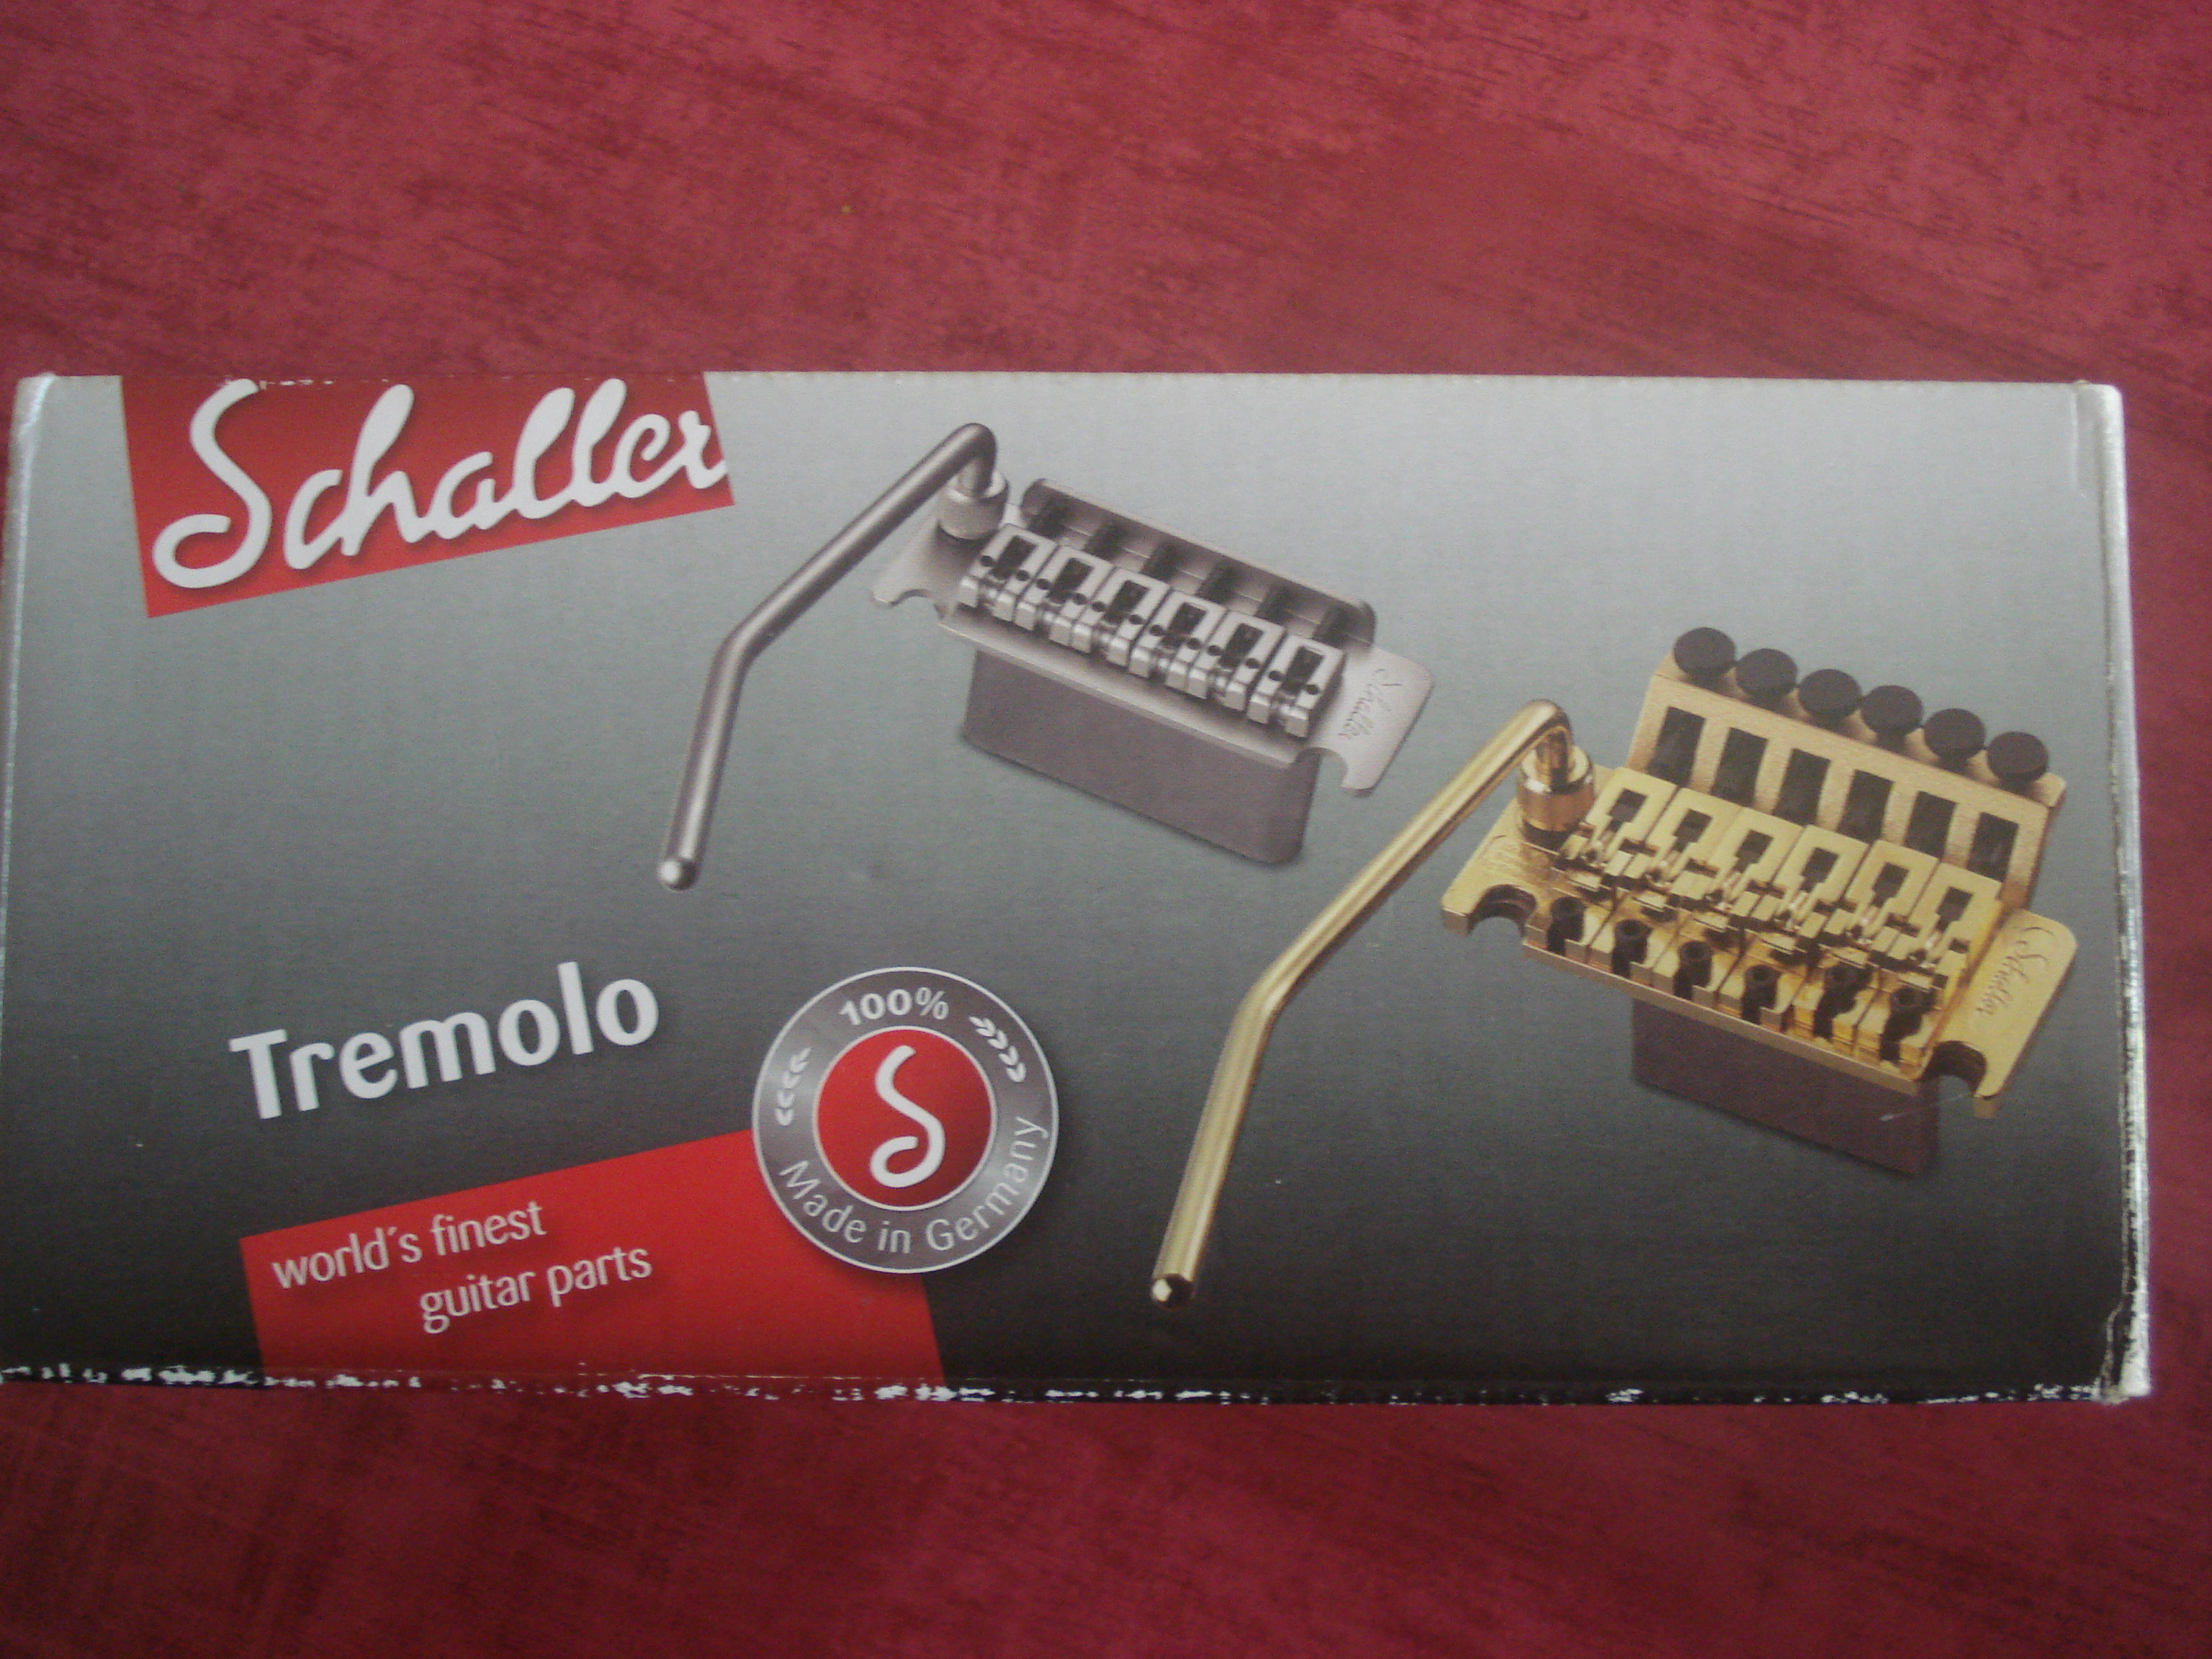 Schaller
Schaller
Schaller
Tremolo
100%
Made in Germany
world's finest
guitar parts